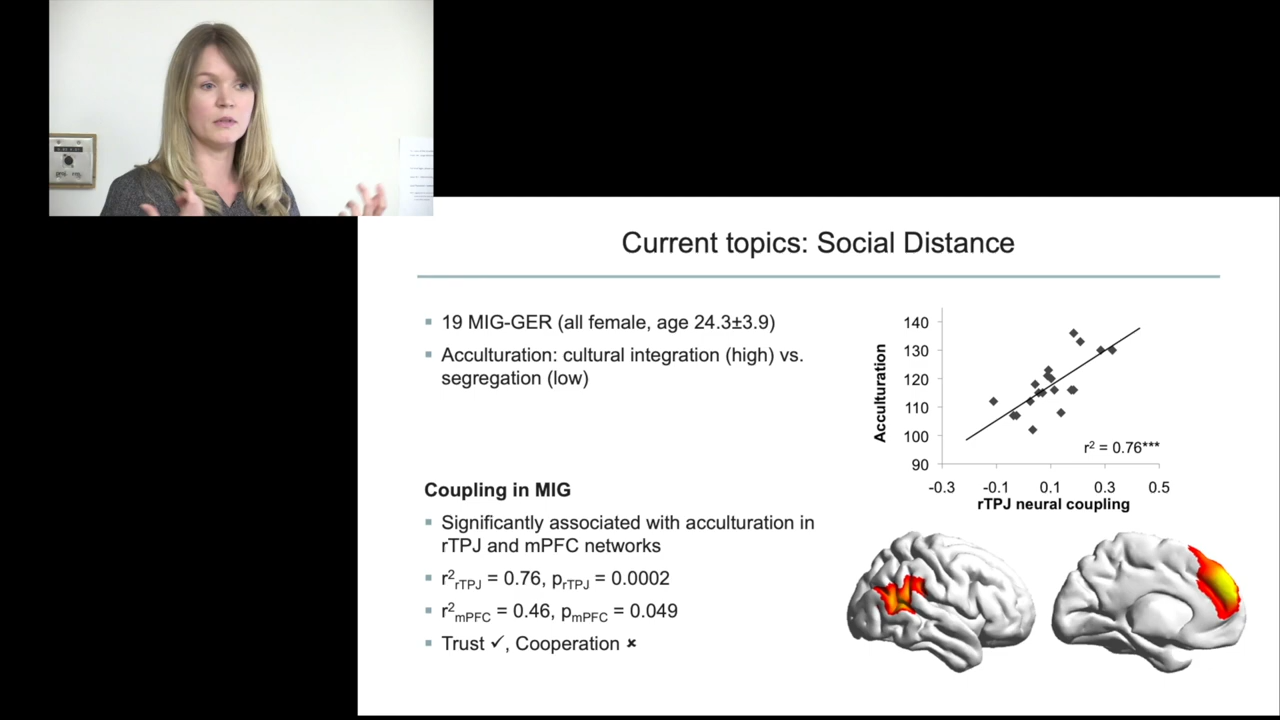 Current topics: Social Distance
19 MIG-GER (all female, age 24.3±3.9)
Acculturation: cultural integration (high) vs.
segregation (low)
Coupling in MIG
Significantly associated with acculturation in
rTPJ and mPFC networks
r²rTPJ = 0.76, prTPJ = 0.0002
r²mPFC = 0.46, pmPFC = 0.049
Trust ✓, Cooperation ✗
Acculturation
140
130
120
110
100
90
r² = 0.76***
-0.3 -0.1 0.1 0.3 0.5
rTPJ neural coupling